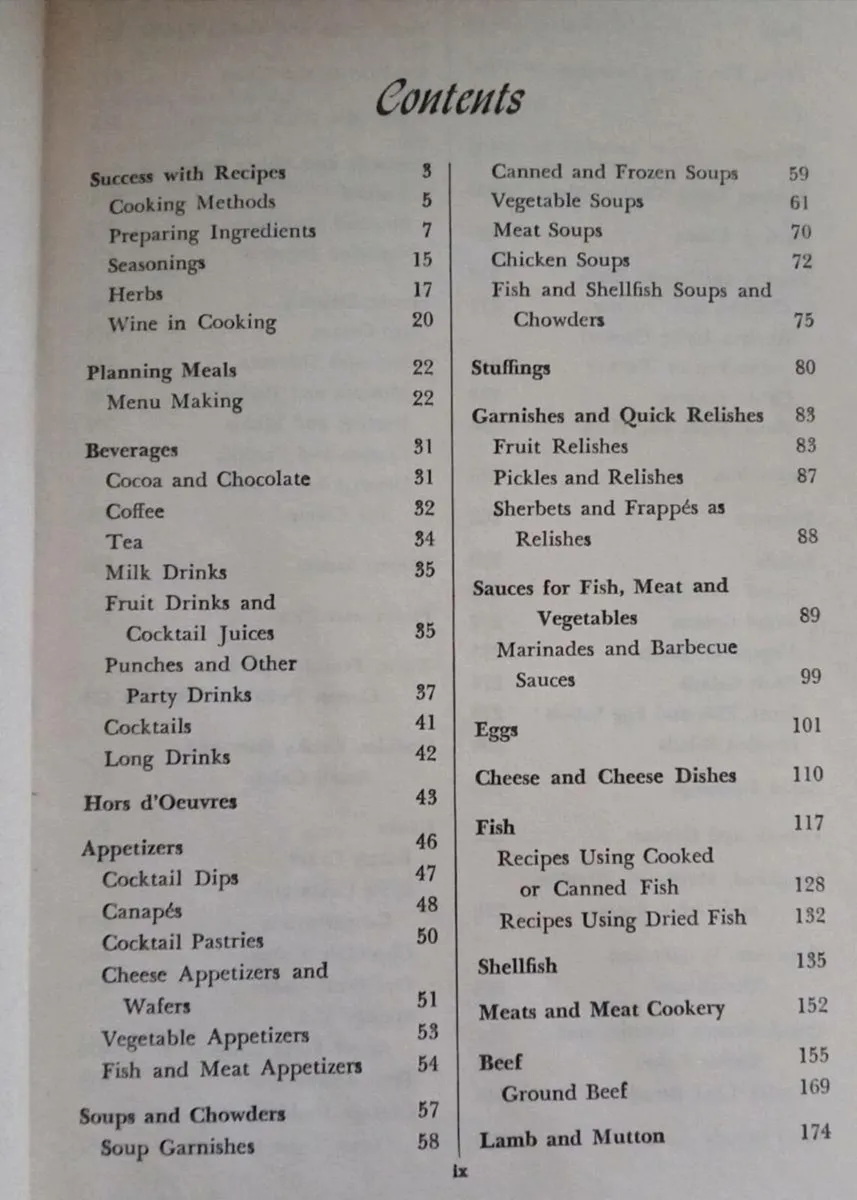 Contents
Success with Recipes 3
Cooking Methods 5
Preparing Ingredients 7
Seasonings 15
Herbs 17
Wine in Cooking 20
Planning Meals 22
Menu Making 22
Beverages 31
Cocoa and Chocolate 31
Coffee 32
Tea 34
Milk Drinks 35
Fruit Drinks and
Cocktail Juices 35
Punches and Other
Party Drinks 37
Cocktails 41
Long Drinks 42
Hors d'Oeuvres 43
Appetizers 46
Cocktail Dips 47
Canapés 48
Cocktail Pastries 50
Cheese Appetizers and
Wafers 51
Vegetable Appetizers 53
Fish and Meat Appetizers 54
Soups and Chowders 57
Soup Garnishes 58
Canned and Frozen Soups 59
Vegetable Soups 61
Meat Soups 70
Chicken Soups 72
Fish and Shellfish Soups and
Chowders 75
Stuffings 80
Garnishes and Quick Relishes 83
Fruit Relishes 83
Pickles and Relishes 87
Sherbets and Frappés as
Relishes 88
Sauces for Fish, Meat and
Vegetables 89
Marinades and Barbecue
Sauces 99
Eggs 101
Cheese and Cheese Dishes 110
Fish 117
Recipes Using Cooked
or Canned Fish 128
Recipes Using Dried Fish 132
Shellfish 135
Meats and Meat Cookery 152
Beef 155
Ground Beef 169
Lamb and Mutton 174
ix